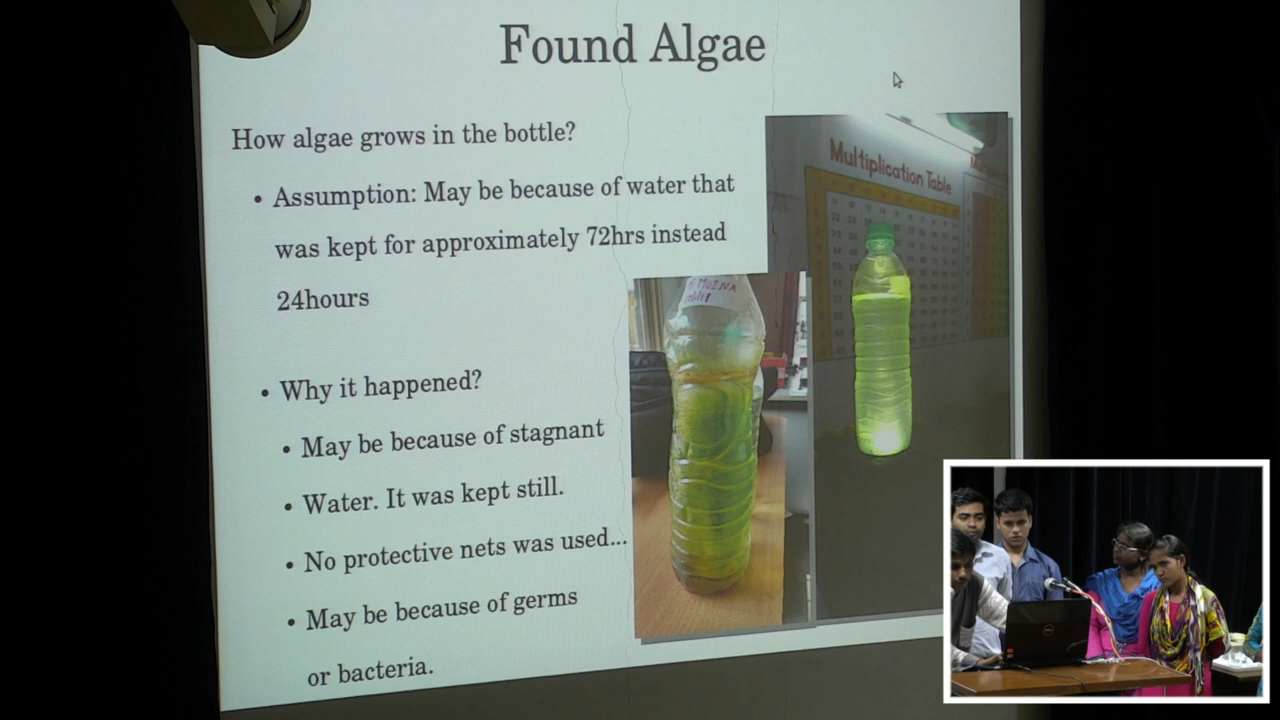 Found Algae
How algae grows in the bottle?
• Assumption: May be because of water that
was kept for approximately 72hrs instead
24hours
• Why it happened?
• May be because of stagnant
• Water. It was kept still.
• No protective nets was used...
• May be because of germs
or bacteria.
Multiplication Table
MUZNA
DELL